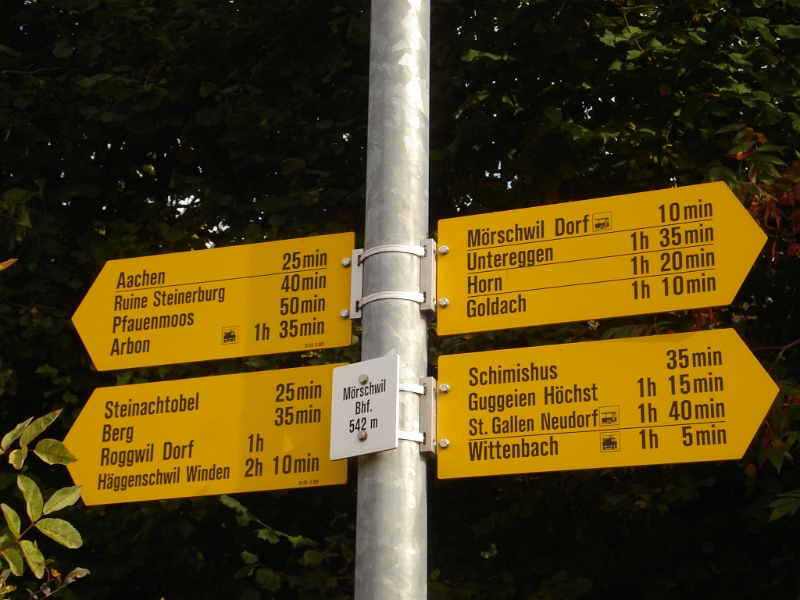 Aachen 25min
Ruine Steinerburg 40min
Pfauenmoos 50min
Arbon 1h 35min
Steinachtobel 25min
Berg 35min
Roggwil Dorf 1h
Häggenschwil Winden 2h 10min
Mörschwil
Bhf.
542 m
Mörschwil Dorf 10min
Untereggen 1h 35min
Horn 1h 20min
Goldach 1h 10min
Schimishus 35min
Guggeien Höchst 1h 15min
St. Gallen Neudorf 1h 40min
Wittenbach 1h 5min